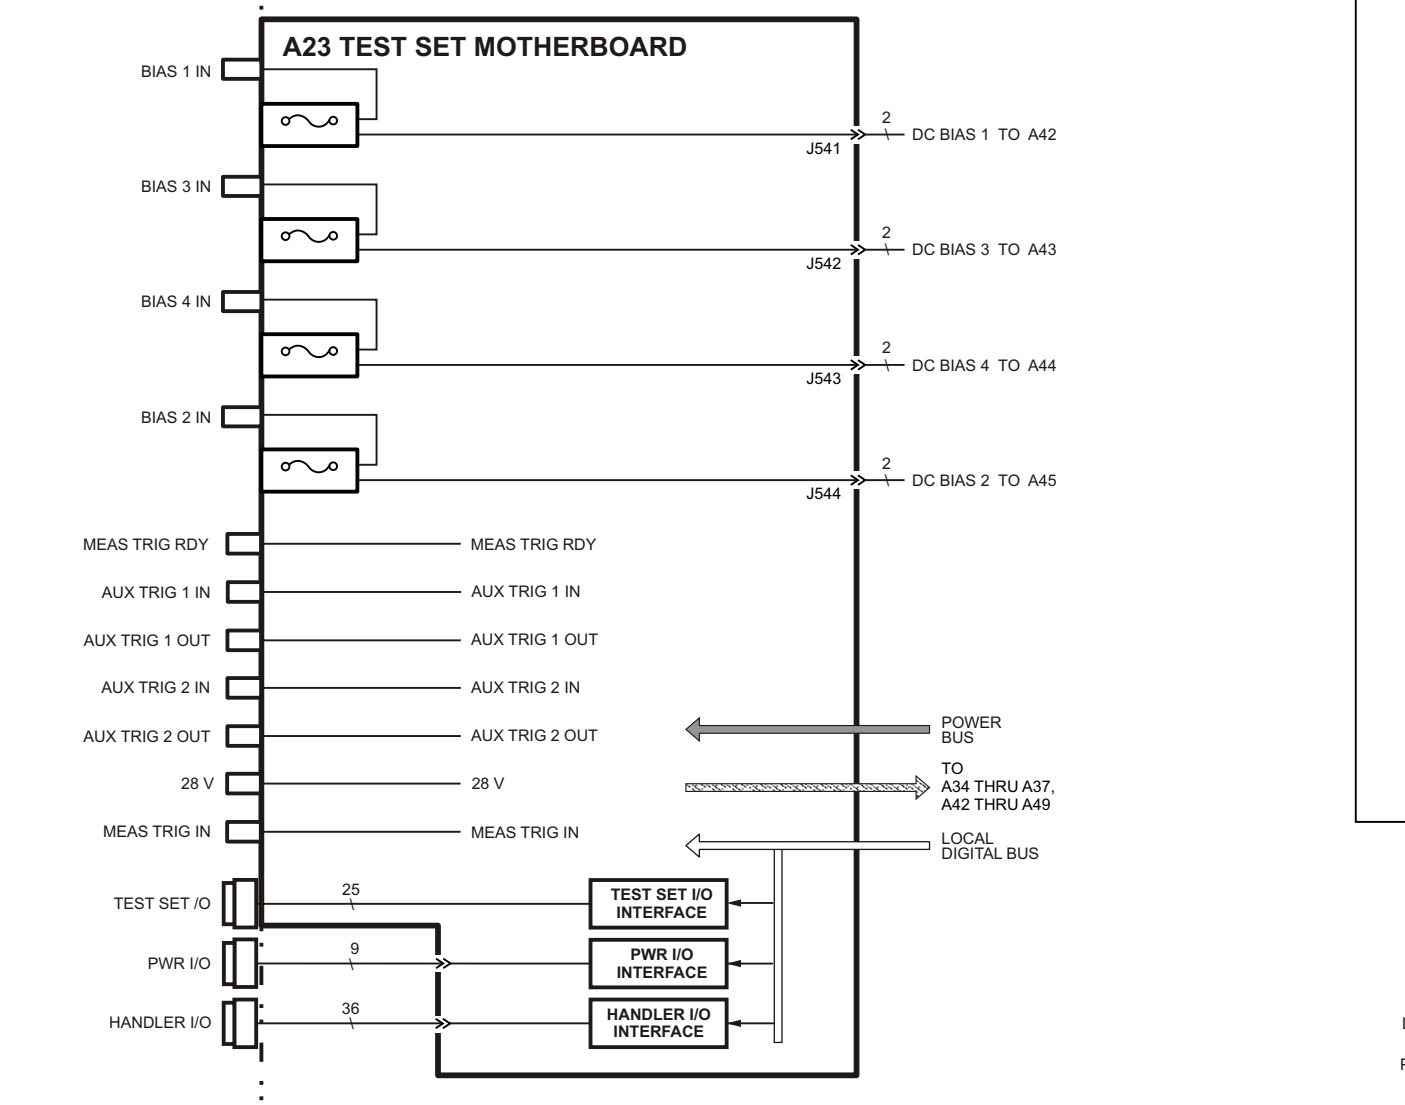 A23 TEST SET MOTHERBOARD
BIAS 1 IN
2
DC BIAS 1 TO A42
J541
BIAS 3 IN
2
DC BIAS 3 TO A43
J542
BIAS 4 IN
2
DC BIAS 4 TO A44
J543
BIAS 2 IN
2
DC BIAS 2 TO A45
J544
MEAS TRIG RDY
MEAS TRIG RDY
AUX TRIG 1 IN
AUX TRIG 1 IN
AUX TRIG 1 OUT
AUX TRIG 1 OUT
AUX TRIG 2 IN
AUX TRIG 2 IN
AUX TRIG 2 OUT
AUX TRIG 2 OUT
POWER
BUS
28 V
28 V
TO
A34 THRU A37,
A42 THRU A49
MEAS TRIG IN
MEAS TRIG IN
LOCAL
DIGITAL BUS
TEST SET /O
25
TEST SET I/O
INTERFACE
PWR I/O
9
PWR I/O
INTERFACE
HANDLER I/O
36
HANDLER I/O
INTERFACE